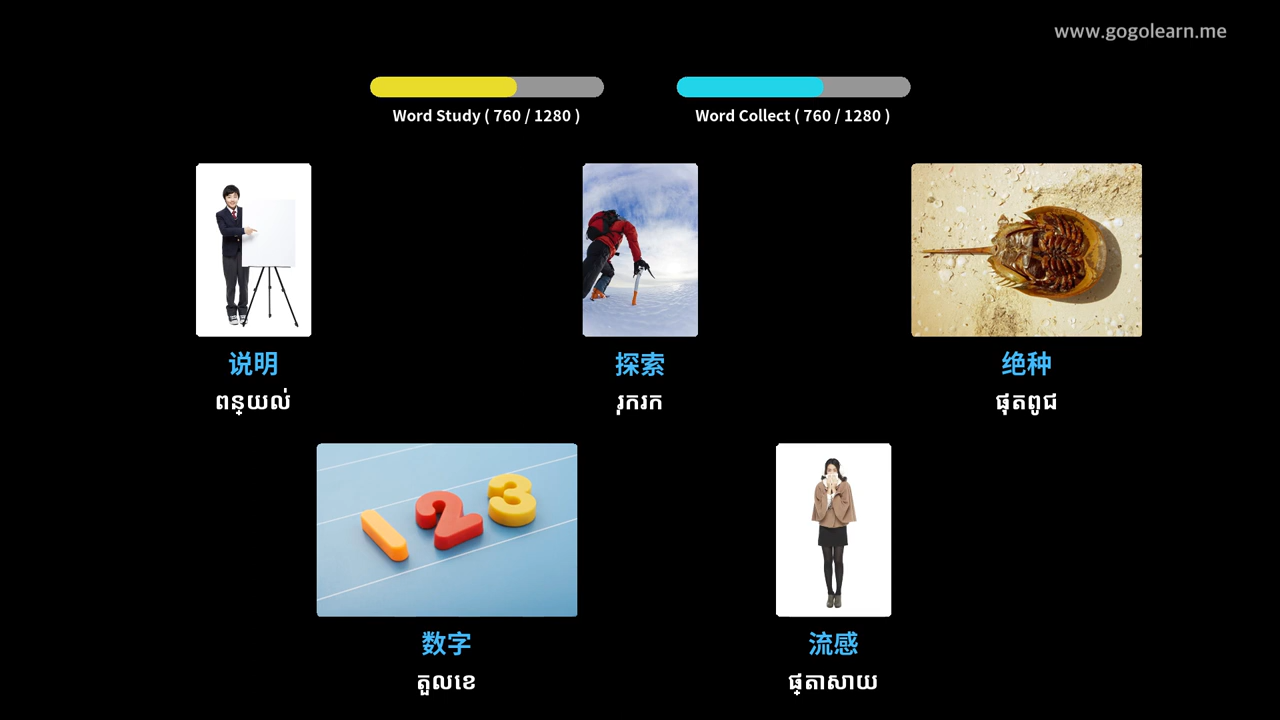 www.gogolearn.me
Word Study ( 760 / 1280 )
Word Collect ( 760 / 1280 )
说明
ពន្យល់
探索
រុករក
绝种
ផុតពូជ
数字
តួលេខ
流感
ផ្តាសាយ